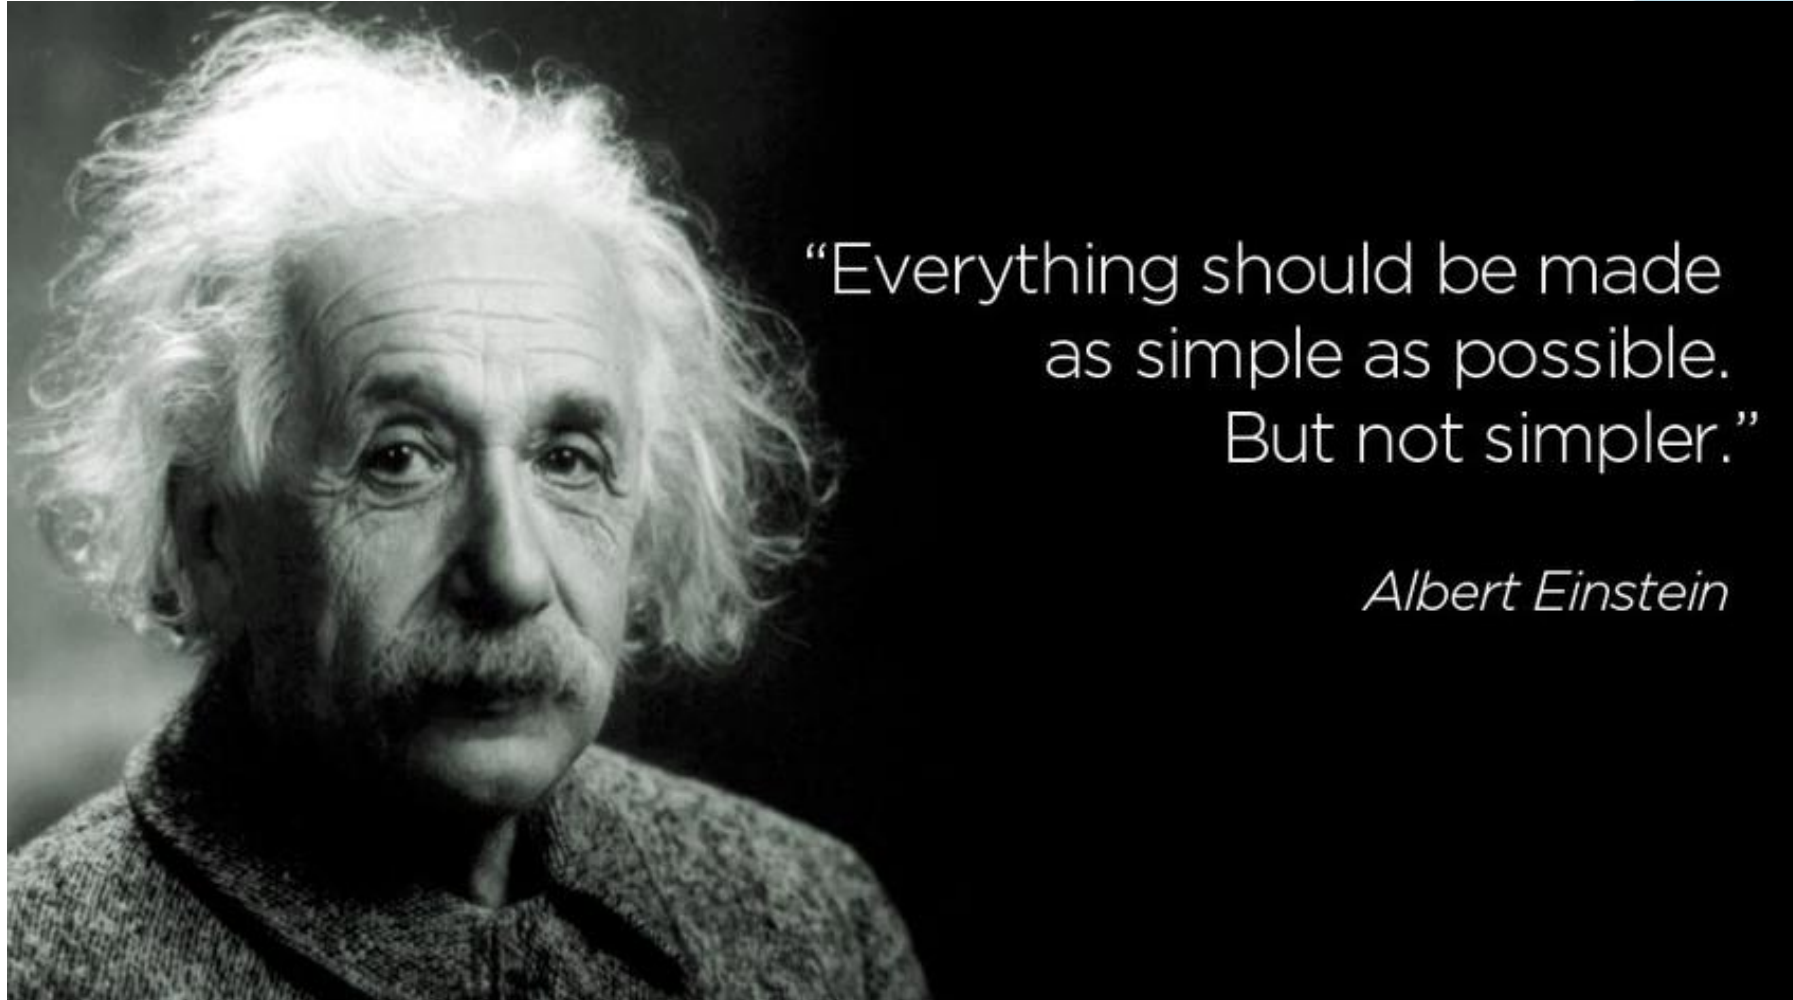 “Everything should be made
as simple as possible.
But not simpler.”
Albert Einstein